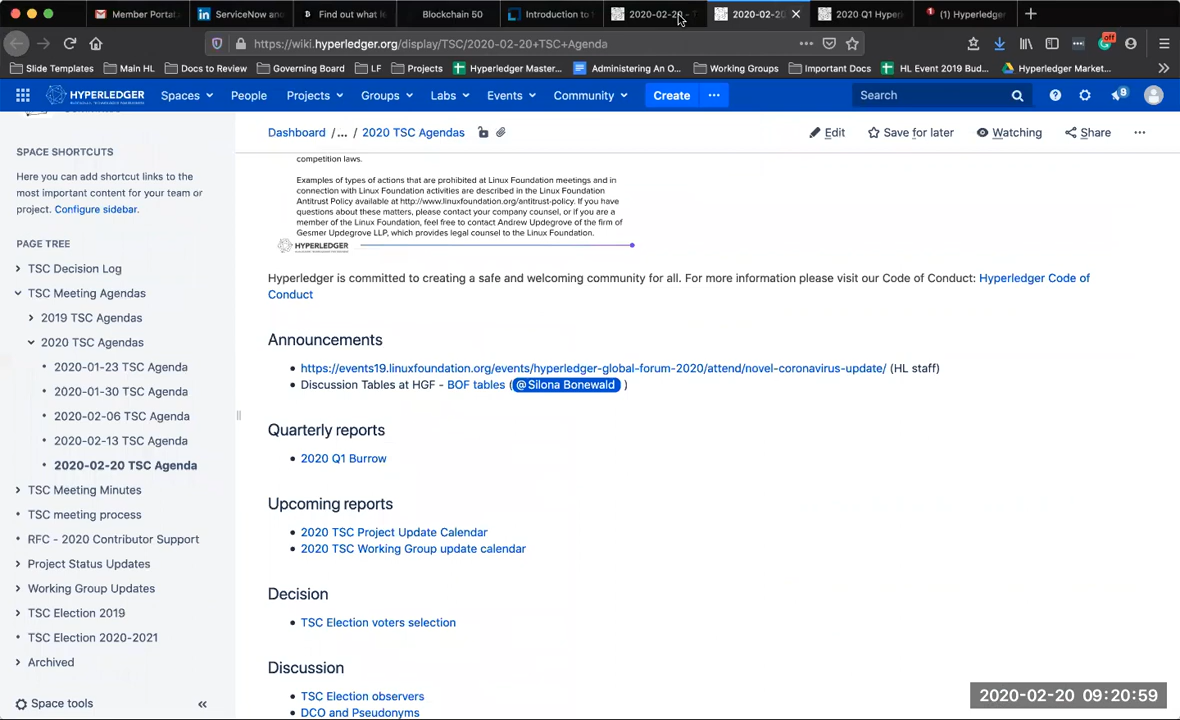 Member Porta
ServiceNow an
Find out what l
Blockchain 50
Introduction to
2020-02-20 -
2020-02-20
2020 Q1 Hyper
(1) Hyperledge
https://wiki.hyperledger.org/display/TSC/2020-02-20+TSC+Agenda
off
Slide Templates
Main HL
Docs to Review
Governing Board
LF
Projects
Hyperledger Master...
Administering An O...
Working Groups
Important Docs
HL Event 2019 Bud...
Hyperledger Market...
HYPERLEDGER
Spaces
People
Projects
Groups
Labs
Events
Community
Create
Search
9
Dashboard / ... / 2020 TSC Agendas
Edit
Save for later
Watching
Share
SPACE SHORTCUTS
Here you can add shortcut links to the
most important content for your team or
project. Configure sidebar.
PAGE TREE
TSC Decision Log
TSC Meeting Agendas
2019 TSC Agendas
2020 TSC Agendas
2020-01-23 TSC Agenda
2020-01-30 TSC Agenda
2020-02-06 TSC Agenda
2020-02-13 TSC Agenda
2020-02-20 TSC Agenda
TSC Meeting Minutes
TSC meeting process
RFC - 2020 Contributor Support
Project Status Updates
Working Group Updates
TSC Election 2019
TSC Election 2020-2021
Archived
Space tools
competition laws.
Examples of types of actions that are prohibited at Linux Foundation meetings and in
connection with Linux Foundation activities are described in the Linux Foundation
Antitrust Policy available at http://www.linuxfoundation.org/antitrust-policy. If you have
questions about these matters, please contact your company counsel, or if you are a
member of the Linux Foundation, feel free to contact Andrew Updegrove of the firm of
Gesmer Updegrove LLP, which provides legal counsel to the Linux Foundation.
HYPERLEDGER
Hyperledger is committed to creating a safe and welcoming community for all. For more information please visit our Code of Conduct: Hyperledger Code of
Conduct
Announcements
https://events19.linuxfoundation.org/events/hyperledger-global-forum-2020/attend/novel-coronavirus-update/ (HL staff)
Discussion Tables at HGF - BOF tables ( @Silona Bonewald )
Quarterly reports
2020 Q1 Burrow
Upcoming reports
2020 TSC Project Update Calendar
2020 TSC Working Group update calendar
Decision
TSC Election voters selection
Discussion
TSC Election observers
DCO and Pseudonyms
2020-02-20 09:20:59